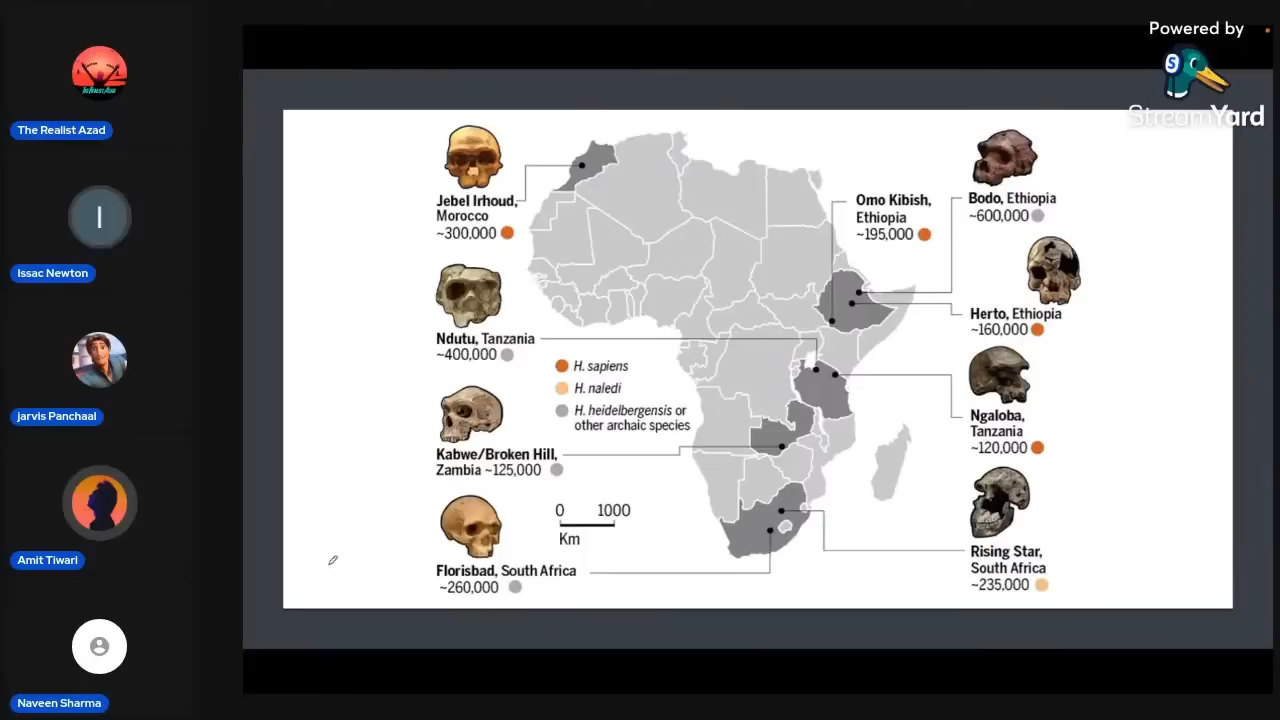 Powered by
StreamYard
The Realist Azad
I
Issac Newton
jarvis Panchaal
Amit Tiwari
Naveen Sharma
Jebel Irhoud,
Morocco
~300,000
Ndutu, Tanzania
~400,000
Kabwe/Broken Hill,
Zambia ~125,000
Florisbad, South Africa
~260,000
H. sapiens
H. naledi
H. heidelbergensis or
other archaic species
0 1000
Km
Omo Kibish,
Ethiopia
~195,000
Bodo, Ethiopia
~600,000
Herto, Ethiopia
~160,000
Ngaloba,
Tanzania
~120,000
Rising Star,
South Africa
~235,000